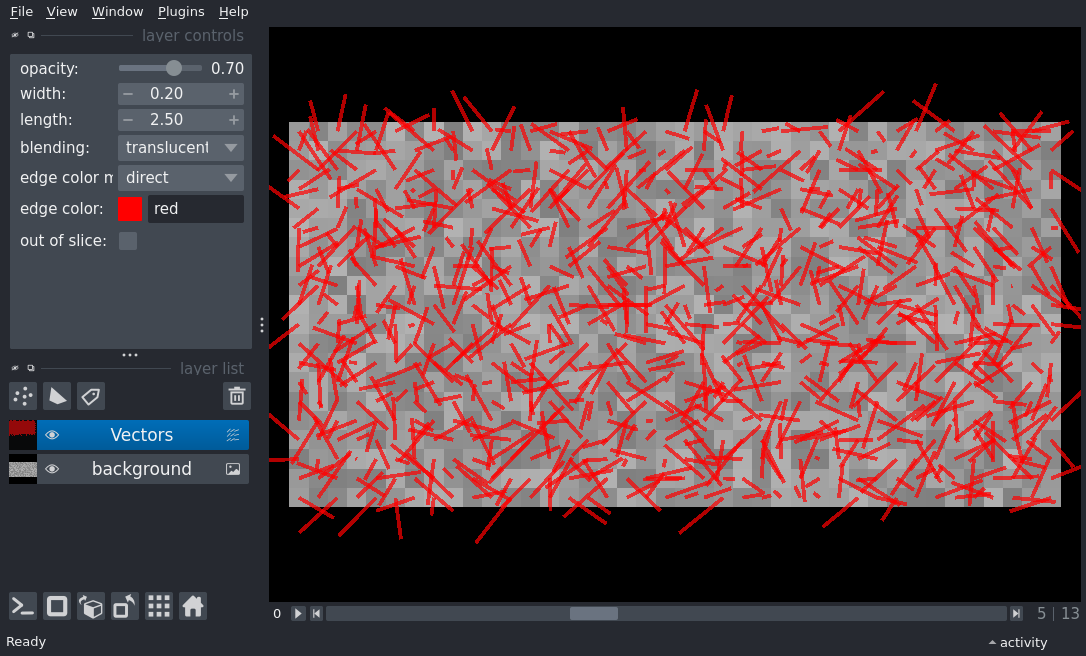 File View Window Plugins Help
layer controls
opacity: 0.70
width: − 0.20 +
length: − 2.50 +
blending: translucent
edge color m direct
edge color: red
out of slice:
layer list
Vectors
background
0 5 13
Ready activity